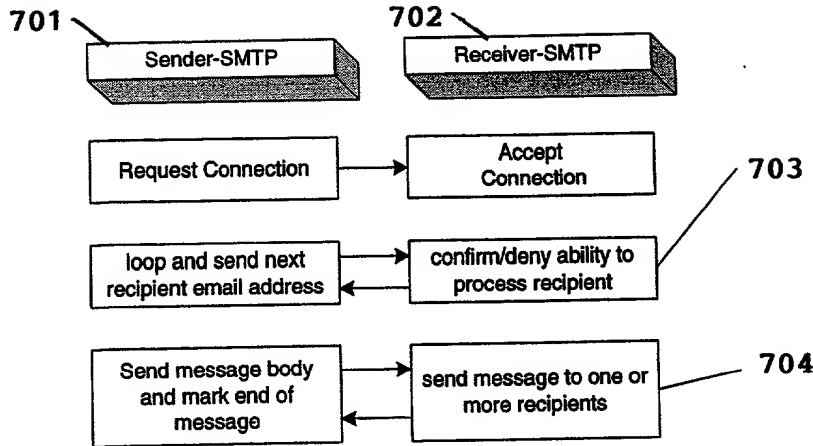 701
702
Sender-SMTP
Receiver-SMTP
Request Connection
Accept
Connection
703
loop and send next
recipient email address
confirm/deny ability to
process recipient
Send message body
and mark end of
message
send message to one or
more recipients
704